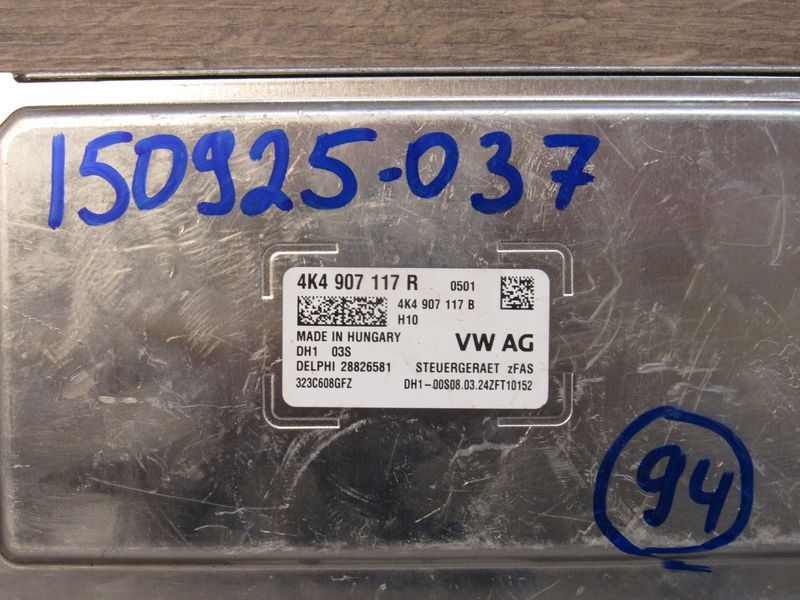 150925-037
4K4 907 117 R 0501
4K4 907 117 B
H10
MADE IN HUNGARY VW AG
DH1 03S
DELPHI 28826581 STEUERGERAET zFAS
323C608GFZ DH1-00S08.03.24ZFT10152
94